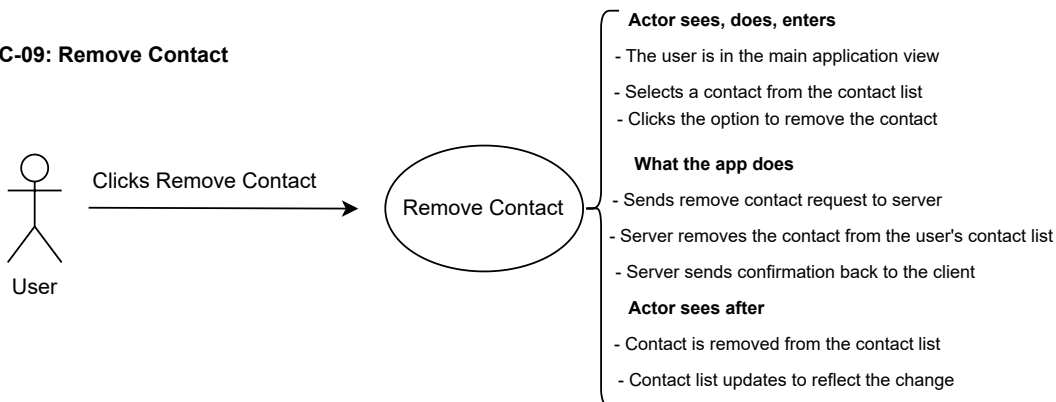 C-09: Remove Contact
Clicks Remove Contact
User
Remove Contact
Actor sees, does, enters
- The user is in the main application view
- Selects a contact from the contact list
- Clicks the option to remove the contact
What the app does
- Sends remove contact request to server
- Server removes the contact from the user's contact list
- Server sends confirmation back to the client
Actor sees after
- Contact is removed from the contact list
- Contact list updates to reflect the change